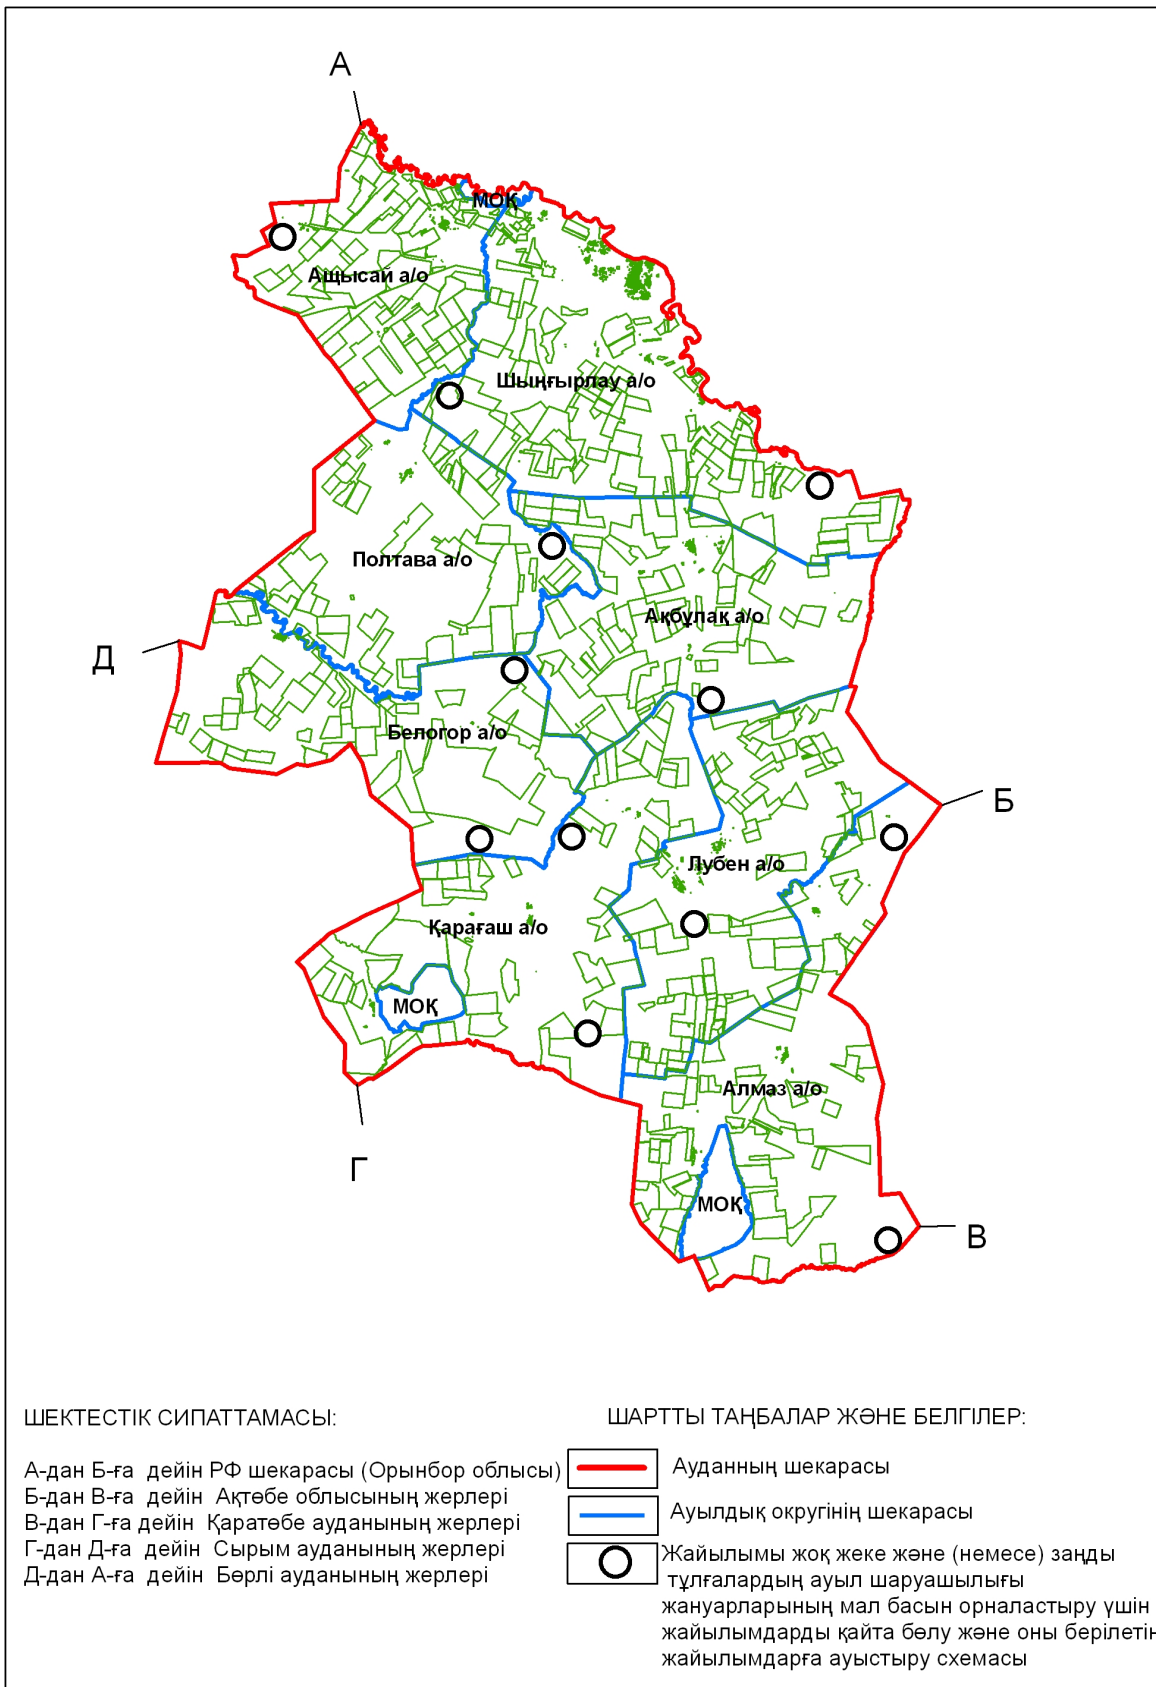 А
МОҚ
Ащысай а/о
Шыңғырлау а/о
Полтава а/о
Ақбұлақ а/о
Д
Белогор а/о
Б
Лубен а/о
Қарағаш а/о
МОҚ
Алмаз а/о
Г
МОҚ
В
ШЕКТЕСТІК СИПАТТАМАСЫ:
А-дан Б-ға дейін РФ шекарасы (Орынбор облысы)
Б-дан В-ға дейін Ақтөбе облысының жерлері
В-дан Г-ға дейін Қаратөбе ауданының жерлері
Г-дан Д-ға дейін Сырым ауданының жерлері
Д-дан А-ға дейін Бөрлі ауданының жерлері
ШАРТТЫ ТАҢБАЛАР ЖӘНЕ БЕЛГІЛЕР:
Ауданның шекарасы
Ауылдық округінің шекарасы
Жайылымы жоқ жеке және (немесе) заңды
тұлғалардың ауыл шаруашылығы
жануарларының мал басын орналастыру үшін
жайылымдарды қайта бөлу және оны берілетін
жайылымдарға ауыстыру схемасы